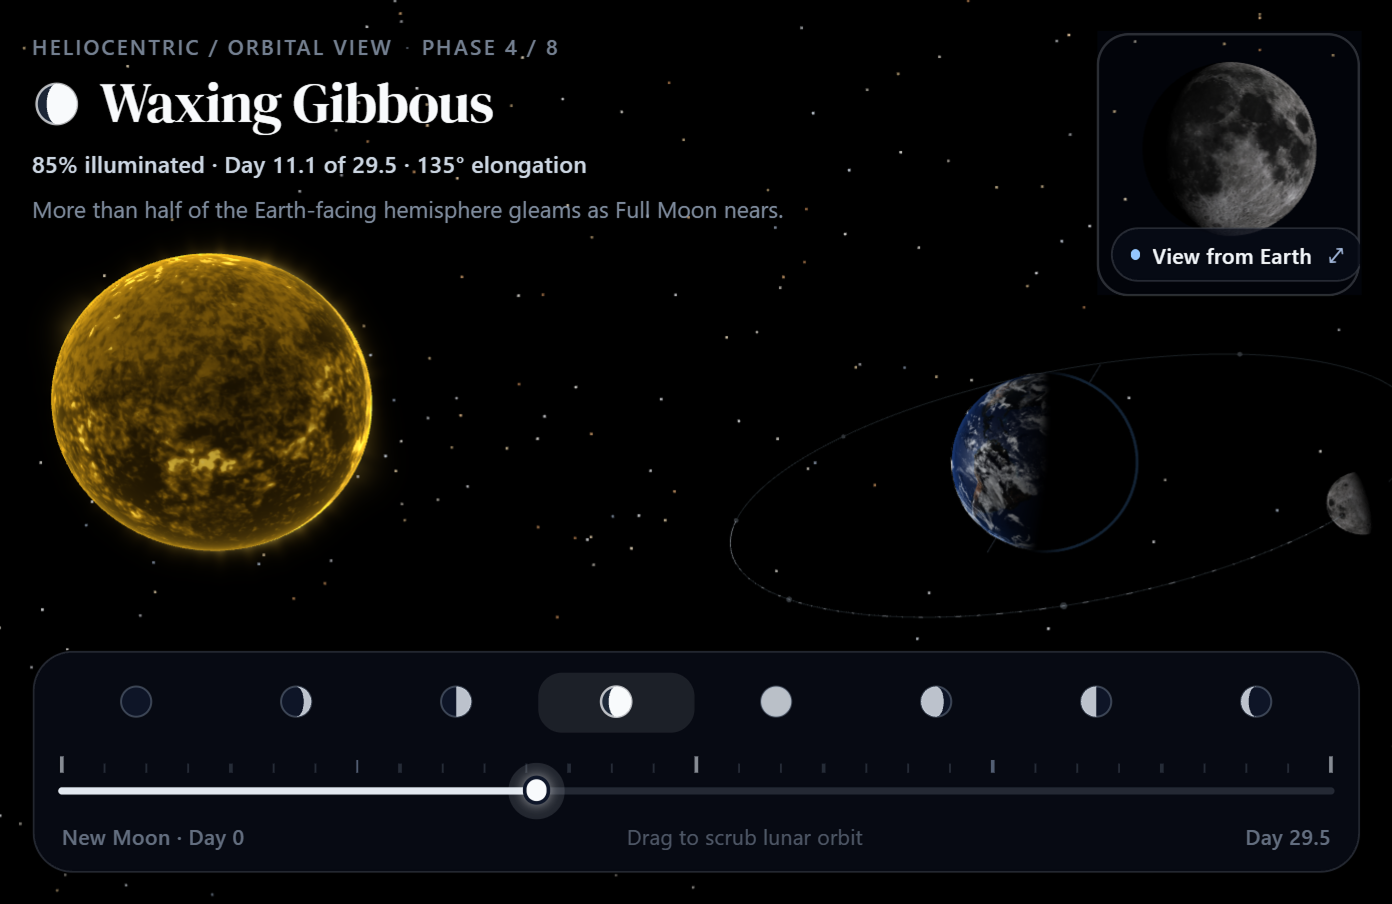 HELIOCENTRIC / ORBITAL VIEW · PHASE 4 / 8
Waxing Gibbous
85% illuminated · Day 11.1 of 29.5 · 135° elongation
More than half of the Earth-facing hemisphere gleams as Full Moon nears.
View from Earth
New Moon · Day 0
Drag to scrub lunar orbit
Day 29.5